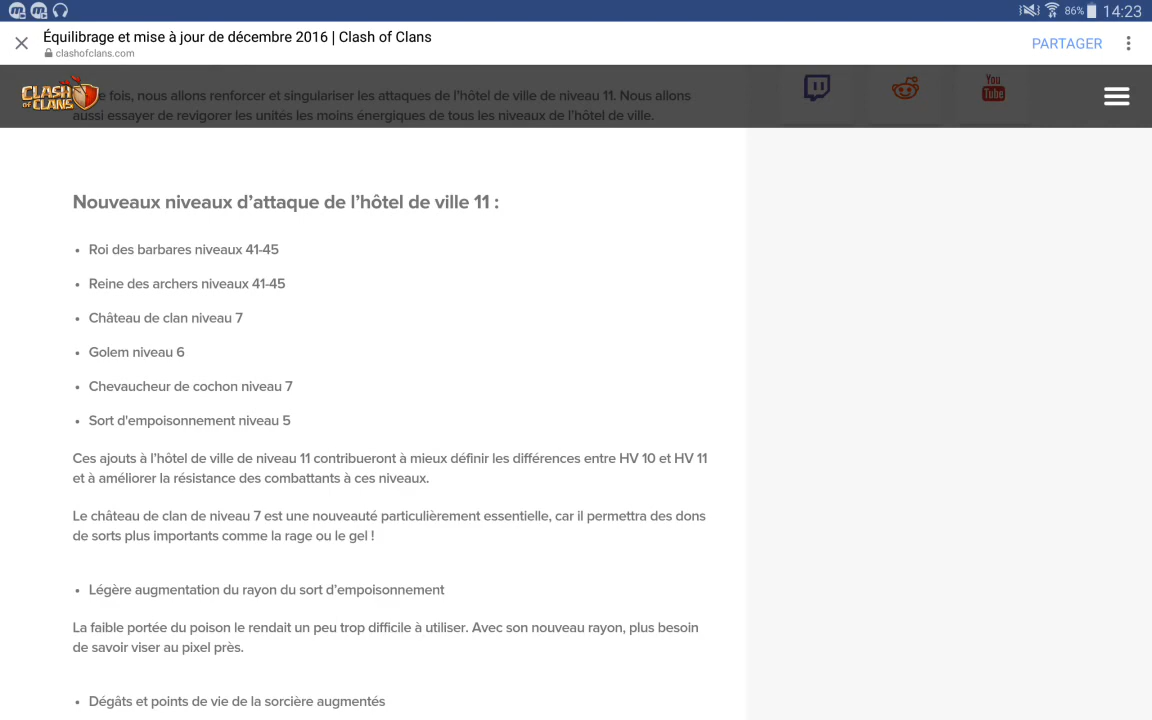 86% 14:23
Équilibrage et mise à jour de décembre 2016 | Clash of Clans
clashofclans.com
PARTAGER
CLASH OF CLANS
e fois, nous allons renforcer et singulariser les attaques de l'hôtel de ville de niveau 11. Nous allons
aussi essayer de revigorer les unités les moins énergiques de tous les niveaux de l'hôtel de ville.
You Tube
Nouveaux niveaux d'attaque de l'hôtel de ville 11 :
• Roi des barbares niveaux 41-45
• Reine des archers niveaux 41-45
• Château de clan niveau 7
• Golem niveau 6
• Chevaucheur de cochon niveau 7
• Sort d'empoisonnement niveau 5
Ces ajouts à l'hôtel de ville de niveau 11 contribueront à mieux définir les différences entre HV 10 et HV 11
et à améliorer la résistance des combattants à ces niveaux.
Le château de clan de niveau 7 est une nouveauté particulièrement essentielle, car il permettra des dons
de sorts plus importants comme la rage ou le gel !
• Légère augmentation du rayon du sort d'empoisonnement
La faible portée du poison le rendait un peu trop difficile à utiliser. Avec son nouveau rayon, plus besoin
de savoir viser au pixel près.
• Dégâts et points de vie de la sorcière augmentés